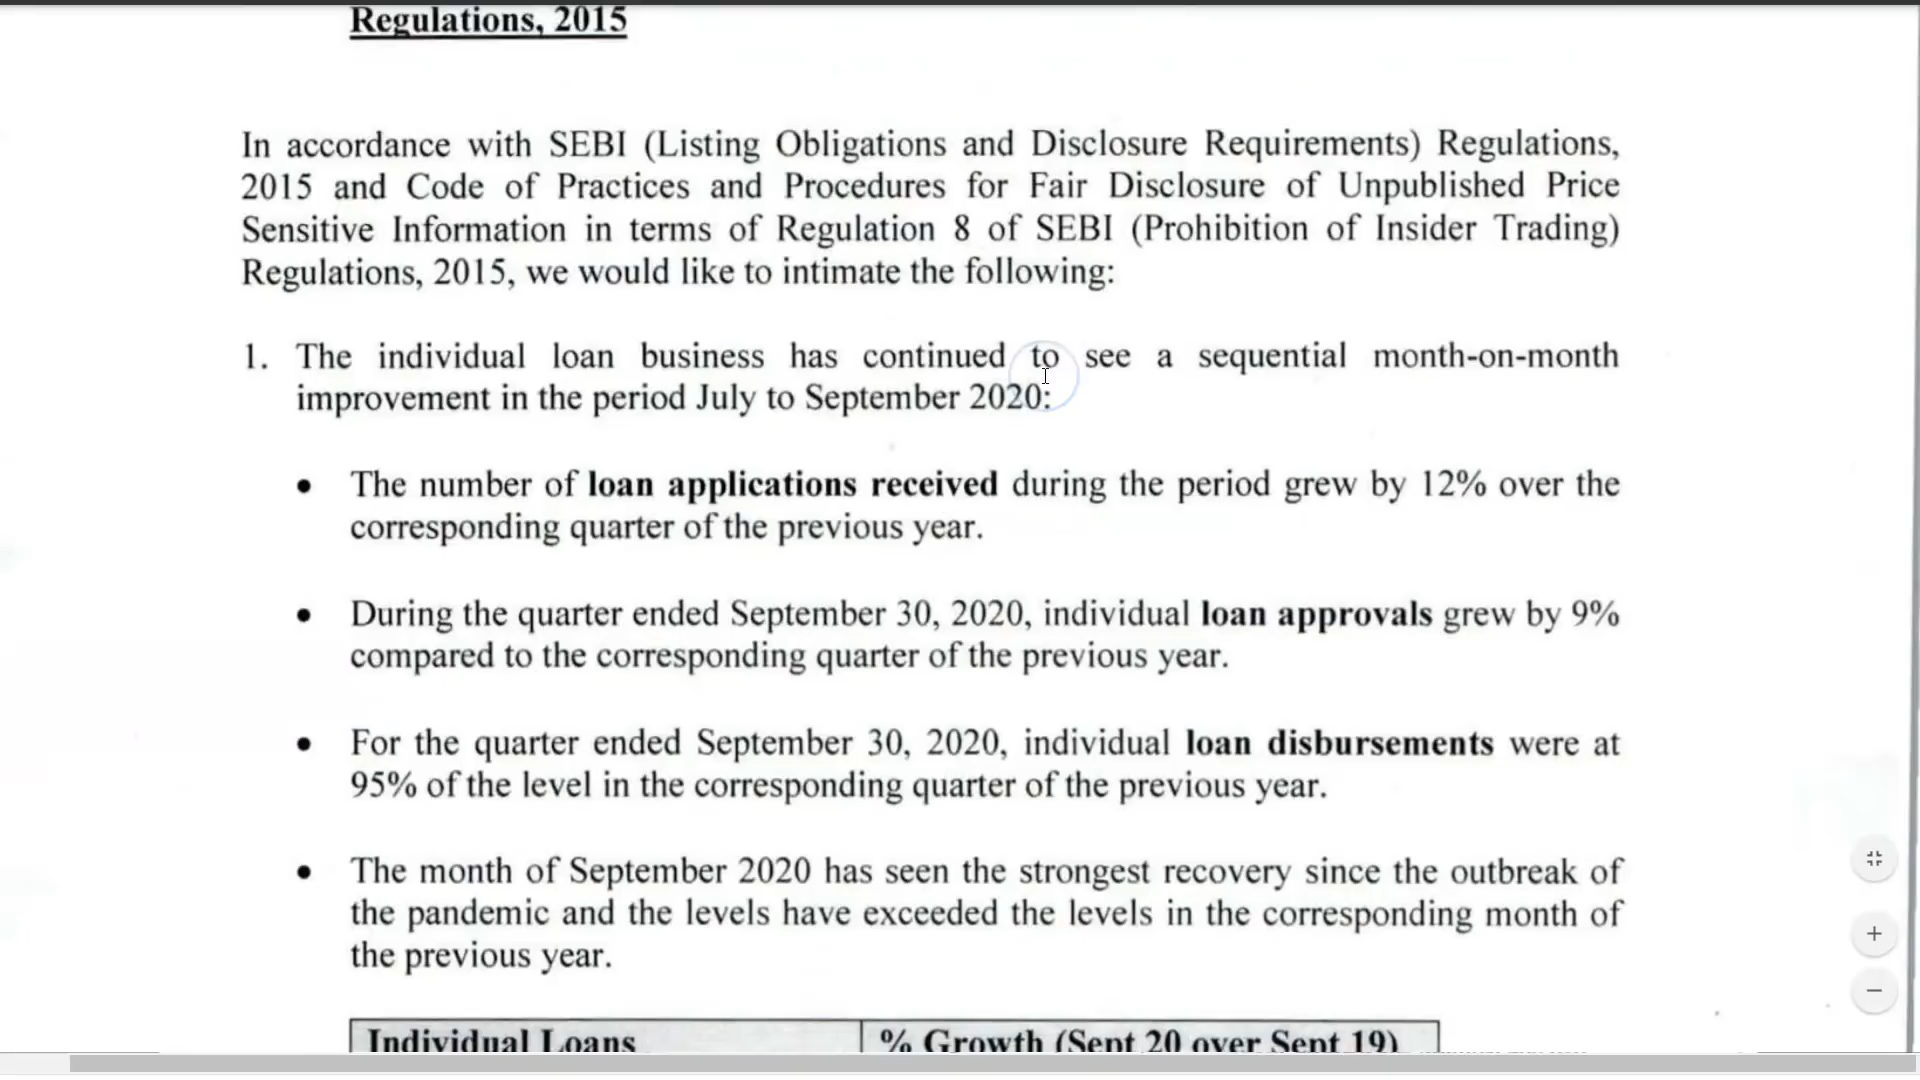 Regulations, 2015
In accordance with SEBI (Listing Obligations and Disclosure Requirements) Regulations,
2015 and Code of Practices and Procedures for Fair Disclosure of Unpublished Price
Sensitive Information in terms of Regulation 8 of SEBI (Prohibition of Insider Trading)
Regulations, 2015, we would like to intimate the following:
1. The individual loan business has continued to see a sequential month-on-month
improvement in the period July to September 2020:
• The number of loan applications received during the period grew by 12% over the
corresponding quarter of the previous year.
• During the quarter ended September 30, 2020, individual loan approvals grew by 9%
compared to the corresponding quarter of the previous year.
• For the quarter ended September 30, 2020, individual loan disbursements were at
95% of the level in the corresponding quarter of the previous year.
• The month of September 2020 has seen the strongest recovery since the outbreak of
the pandemic and the levels have exceeded the levels in the corresponding month of
the previous year.
Individual Loans % Growth (Sept 20 over Sept 19)